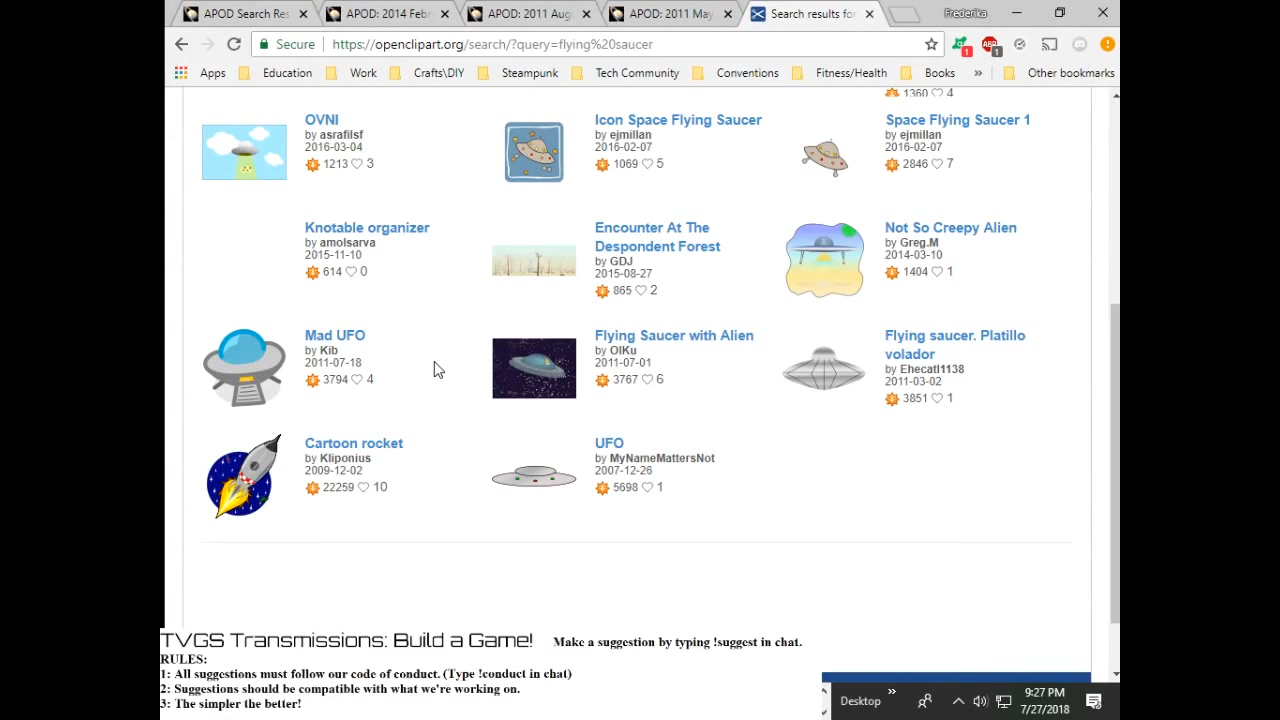 APOD Search Res
APOD: 2014 Febr
APOD: 2011 Aug
APOD: 2011 May
Search results fo
Frederika
Secure
https://openclipart.org/search/?query=flying%20saucer
1
1
Apps
Education
Work
Crafts\DIY
Steampunk
Tech Community
Conventions
Fitness/Health
Books
»
Other bookmarks
1360 4
OVNI
by asrafilsf
2016-03-04
1213 3
Icon Space Flying Saucer
by ejmillan
2016-02-07
1069 5
Space Flying Saucer 1
by ejmillan
2016-02-07
2846 7
Knotable organizer
by amolsarva
2015-11-10
614 0
Encounter At The
Despondent Forest
by GDJ
2015-08-27
865 2
Not So Creepy Alien
by Greg.M
2014-03-10
1404 1
Mad UFO
by Kib
2011-07-18
3794 4
Flying Saucer with Alien
by OlKu
2011-07-01
3767 6
Flying saucer. Platillo
volador
by Ehecatl1138
2011-03-02
3851 1
Cartoon rocket
by Kliponius
2009-12-02
22259 10
UFO
by MyNameMattersNot
2007-12-26
5698 1
TVGS Transmissions: Build a Game!
Make a suggestion by typing !suggest in chat.
RULES:
1: All suggestions must follow our code of conduct. (Type !conduct in chat)
2: Suggestions should be compatible with what we're working on.
3: The simpler the better!
Desktop
»
9:27 PM
7/27/2018